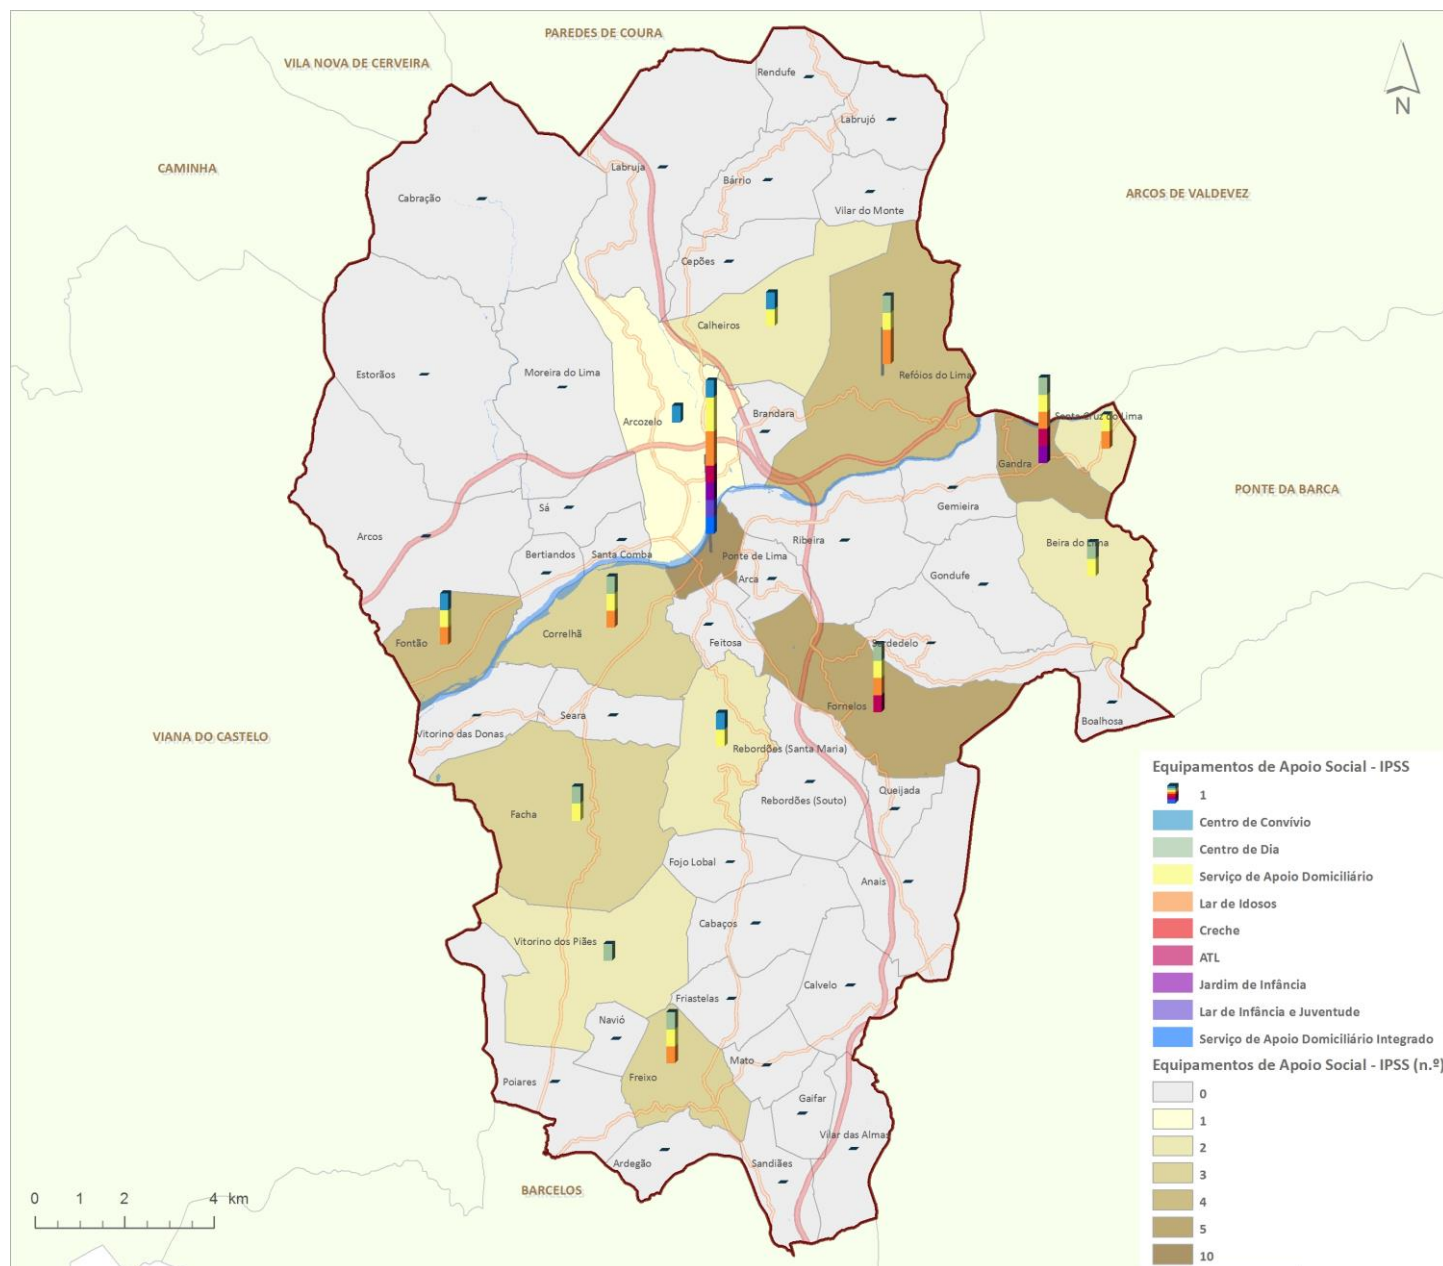 PAREDES DE COURA
VILA NOVA DE CERVEIRA
Rendufe
N
Labrujó
CAMINHA
Labruja
Bárrio
ARCOS DE VALDEVEZ
Cabração
Vilar do Monte
Cepões
Calheiros
Estorãos
Moreira do Lima
Refóios do Lima
Arcozelo
Brandara
Santa Cruz do Lima
Gandra
PONTE DA BARCA
Sá
Gemieira
Arcos
Ribeira
Beira do Lima
Bertiandos
Santa Comba
Ponte de Lima
Arca
Gondufe
Fontão
Correlhã
Feitosa
Serdedelo
Fornelos
Boalhosa
Seara
Vitorino das Donas
VIANA DO CASTELO
Rebordões (Santa Maria)
Rebordões (Souto)
Queijada
Facha
Fojo Lobal
Anais
Cabaços
Vitorino dos Piães
Calvelo
Friastelas
Navió
Mato
Poiares
Freixo
Gaifar
Vilar das Almas
Ardegão
Sandiães
BARCELOS
0 1 2 4 km
Equipamentos de Apoio Social - IPSS
1
Centro de Convívio
Centro de Dia
Serviço de Apoio Domiciliário
Lar de Idosos
Creche
ATL
Jardim de Infância
Lar de Infância e Juventude
Serviço de Apoio Domiciliário Integrado
Equipamentos de Apoio Social - IPSS (n.º)
0
1
2
3
4
5
10